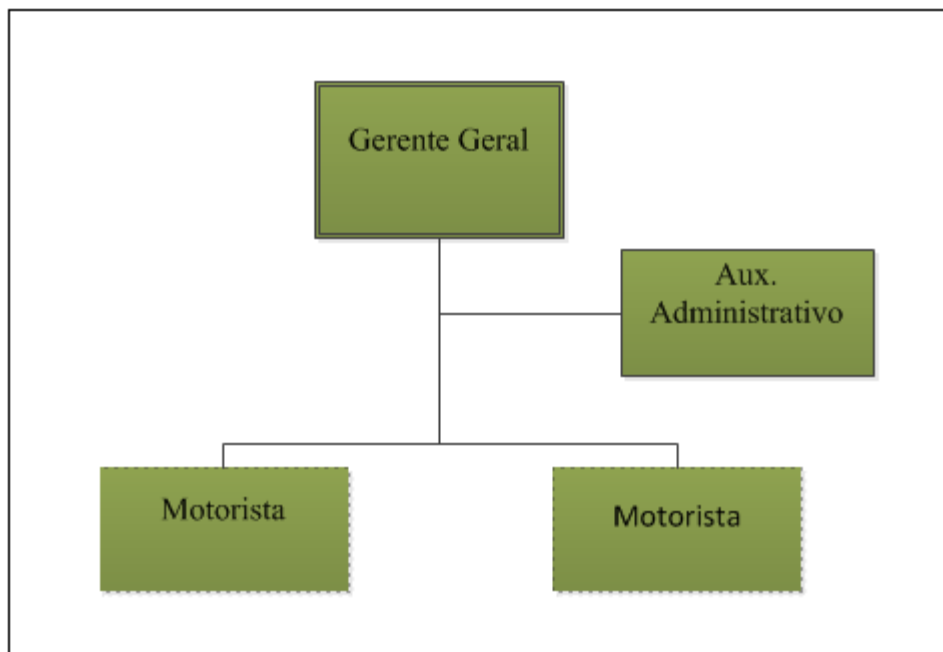 Gerente Geral
Aux.
Administrativo
Motorista
Motorista